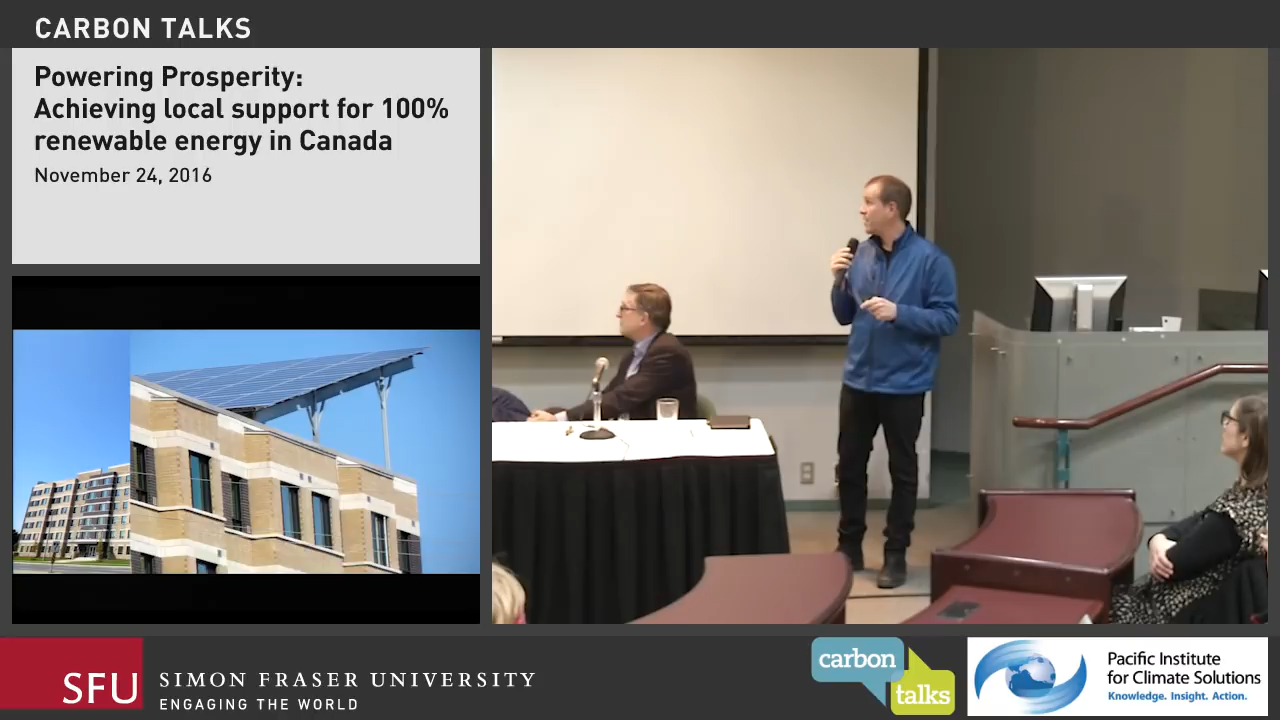 CARBON TALKS
Powering Prosperity:
Achieving local support for 100%
renewable energy in Canada
November 24, 2016
SFU
SIMON FRASER UNIVERSITY
ENGAGING THE WORLD
carbon
talks
Pacific Institute
for Climate Solutions
Knowledge. Insight. Action.